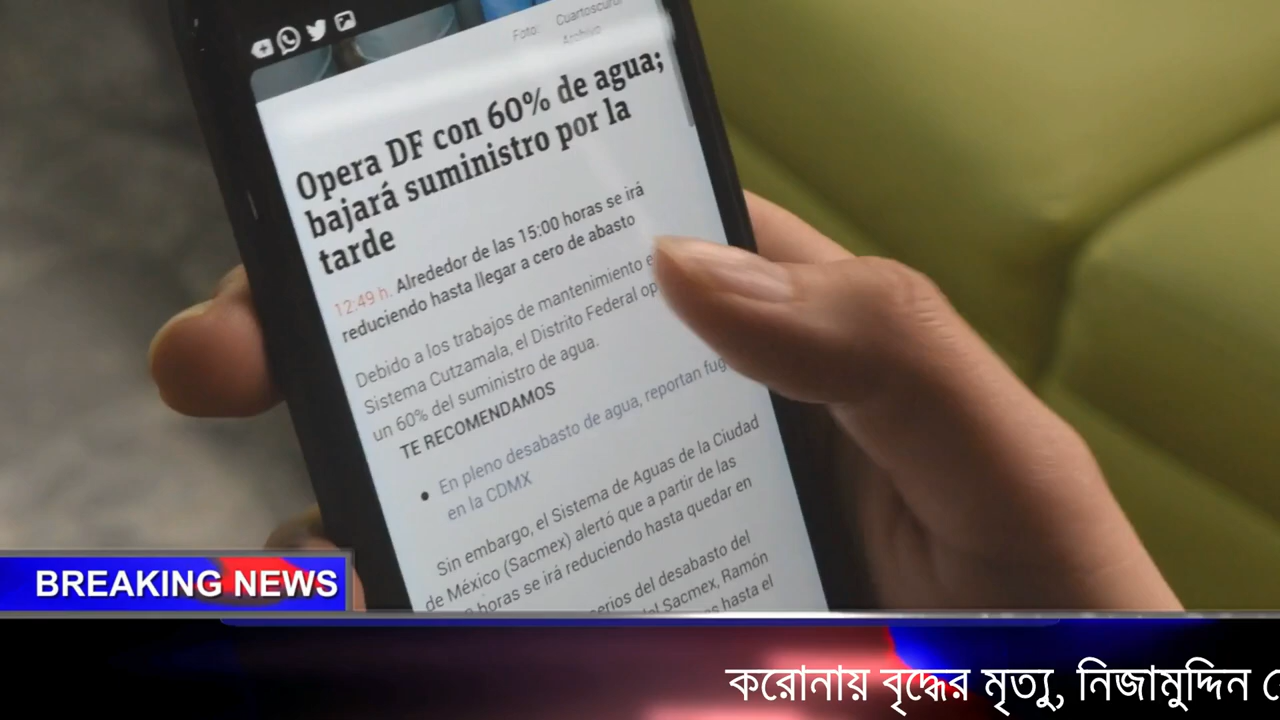 Foto: Cuartoscuro/
Archivo
Opera DF con 60% de agua;
bajará suministro por la
tarde
12:49 h. Alrededor de las 15:00 horas se irá
reduciendo hasta llegar a cero de abasto
Debido a los trabajos de mantenimiento
Sistema Cutzamala, el Distrito Federal
un 60% del suministro de agua.
TE RECOMENDAMOS
• En pleno desabasto de agua, reportan
en la CDMX
Sin embargo, el Sistema de Aguas de la Ciudad
de México (Sacmex) alertó que a partir de las
horas se irá reduciendo hasta quedar en
del desabasto del
Sacmex, Ramón
hasta el
BREAKING NEWS
করোনায় বৃদ্ধের মৃত্যু, নিজামুদ্দিন